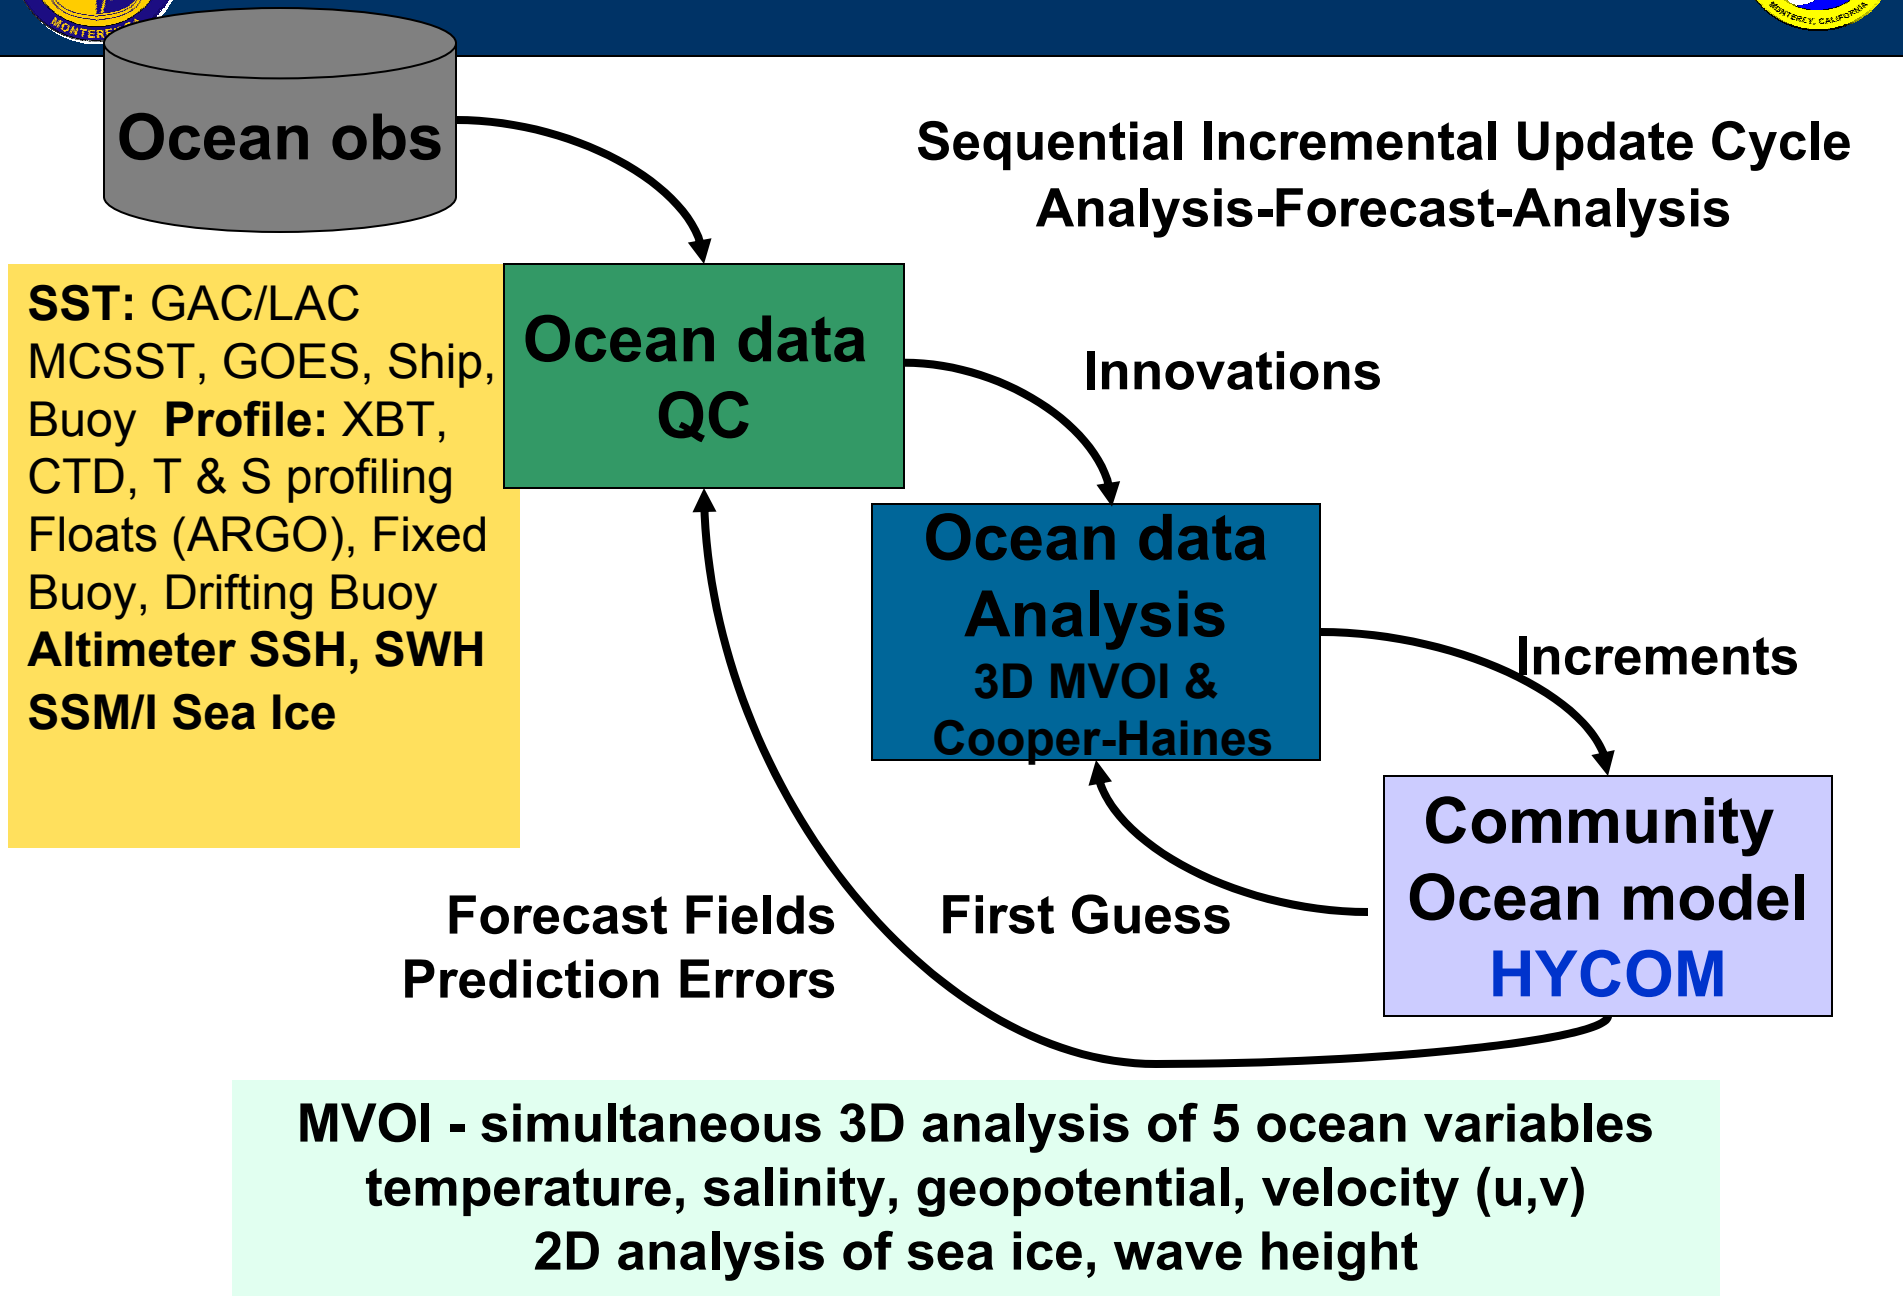 MONTEREY, CALIFORNIA
Ocean obs
Sequential Incremental Update Cycle
Analysis-Forecast-Analysis
SST: GAC/LAC
MCSST, GOES, Ship,
Buoy Profile: XBT,
CTD, T & S profiling
Floats (ARGO), Fixed
Buoy, Drifting Buoy
Altimeter SSH, SWH
SSM/I Sea Ice
Ocean data
QC
Innovations
Ocean data
Analysis
3D MVOI &
Cooper-Haines
Increments
Community
Ocean model
HYCOM
Forecast Fields
Prediction Errors
First Guess
MVOI - simultaneous 3D analysis of 5 ocean variables
temperature, salinity, geopotential, velocity (u,v)
2D analysis of sea ice, wave height